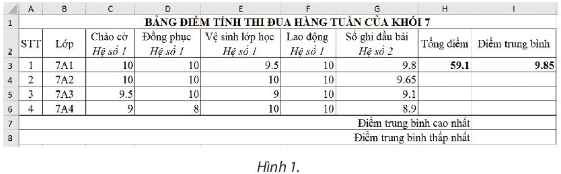 A B C D E F G H I
1 BẢNG ĐIỂM TÍNH THI ĐUA HÀNG TUẦN CỦA KHỐI 7
2 STT Lớp Chào cờ Hệ số 1 Đồng phục Hệ số 1 Vệ sinh lớp học Hệ số 1 Lao động Hệ số 1 Sổ ghi đầu bài Hệ số 2 Tổng điểm Điểm trung bình
3 1 7A1 10 10 9.5 10 9.8 59.1 9.85
4 2 7A2 10 10 10 10 9.65
5 3 7A3 9.5 10 9 10 9.1
6 4 7A4 9 8 10 10 8.9
7 Điểm trung bình cao nhất
8 Điểm trung bình thấp nhất
Hình 1.